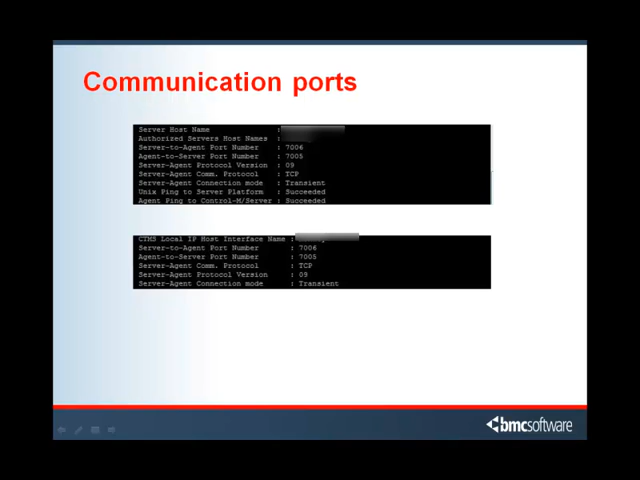 Communication ports
Server Host Name :
Authorized Servers Host Names :
Server-to-Agent Port Number : 7006
Agent-to-Server Port Number : 7005
Server-Agent Protocol Version : 09
Server-Agent Comm. Protocol : TCP
Server-Agent Connection mode : Transient
Unix Ping to Server Platform : Succeeded
Agent Ping to Control-M/Server : Succeeded
CTMS Local IP Host Interface Name :
Server-to-Agent Port Number : 7006
Agent-to-Server Port Number : 7005
Server-Agent Comm. Protocol : TCP
Server-Agent Protocol Version : 09
Server-Agent Connection mode : Transient
bmcsoftware